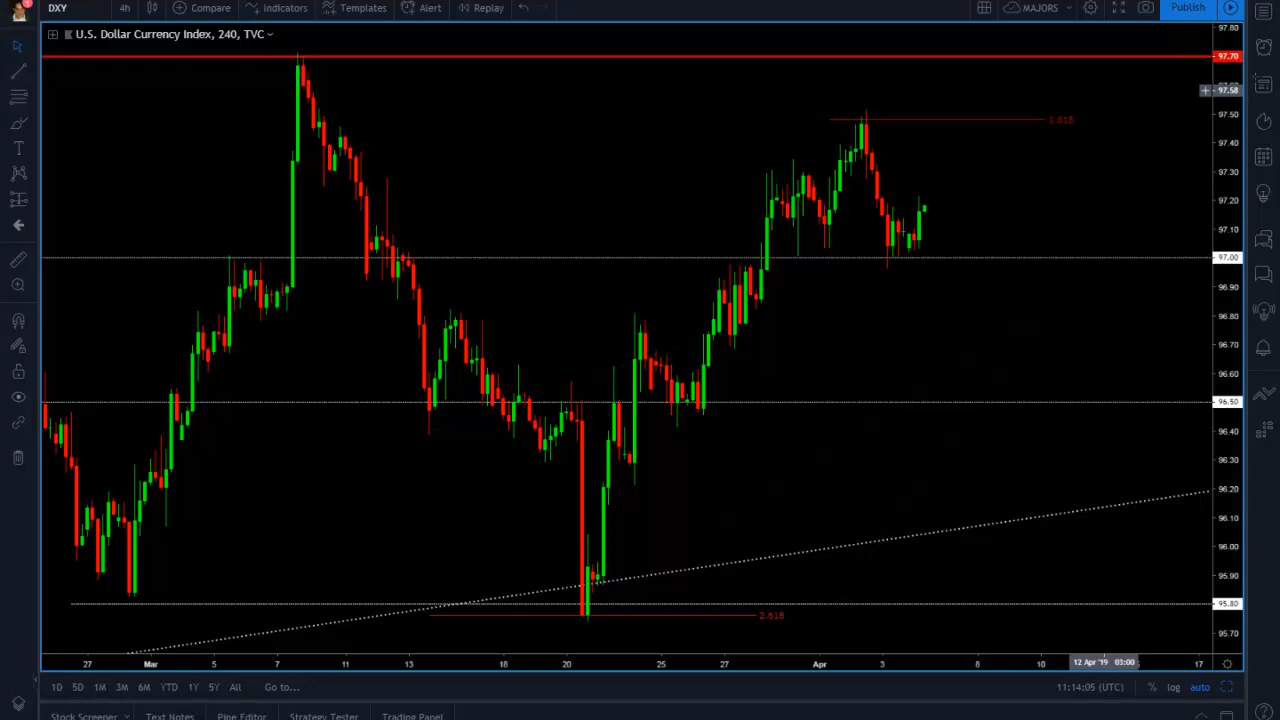 1
DXY
4h
Compare
Indicators
Templates
Alert
Replay
MAJORS
Publish
U.S. Dollar Currency Index, 240, TVC
97.80
97.70
97.58
97.50
1.618
97.40
97.30
97.20
97.10
97.00
96.90
96.80
96.70
96.60
96.50
96.40
96.30
96.20
96.10
96.00
95.90
95.80
2.618
95.70
27 Mar 5 7 11 13 18 20 25 27 Apr 3 8 10 12 Apr '19 03:00 17
1D 5D 1M 3M 6M YTD 1Y 5Y All Go to... 11:14:05 (UTC) % log auto
Stock Screener Text Notes Pine Editor Strategy Tester Trading Panel